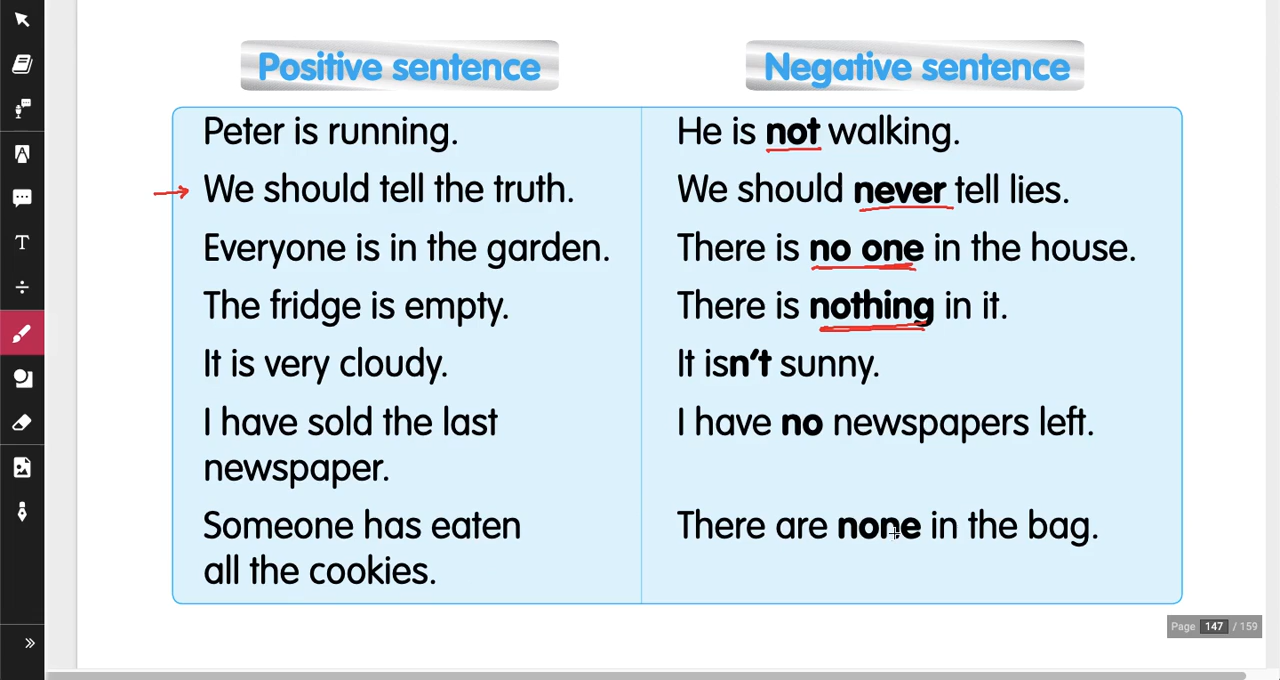 Positive sentence
Negative sentence
Peter is running.
He is not walking.
We should tell the truth.
We should never tell lies.
Everyone is in the garden.
There is no one in the house.
The fridge is empty.
There is nothing in it.
It is very cloudy.
It isn't sunny.
I have sold the last
newspaper.
I have no newspapers left.
Someone has eaten
all the cookies.
There are none in the bag.
Page 147 / 159